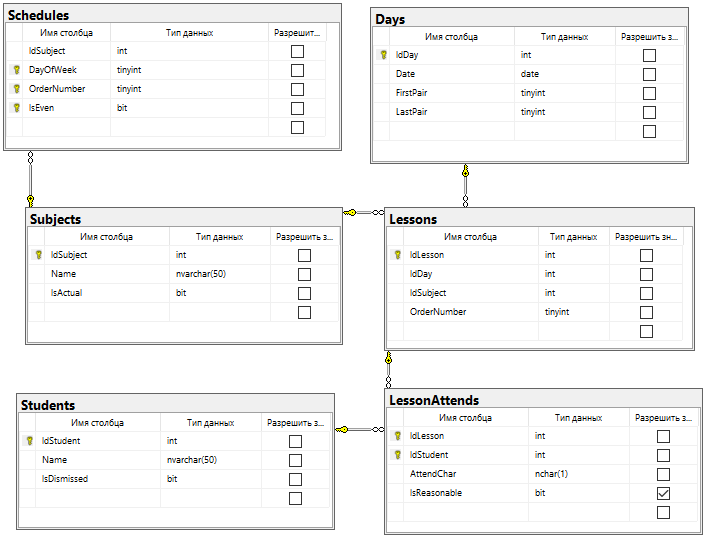 Schedules
Имя столбца Тип данных Разрешит...
IdSubject int
DayOfWeek tinyint
OrderNumber tinyint
IsEven bit
Days
Имя столбца Тип данных Разрешить з...
IdDay int
Date date
FirstPair tinyint
LastPair tinyint
Subjects
Имя столбца Тип данных Разрешить з...
IdSubject int
Name nvarchar(50)
IsActual bit
Lessons
Имя столбца Тип данных Разрешить зн...
IdLesson int
IdDay int
IdSubject int
OrderNumber tinyint
Students
Имя столбца Тип данных Разрешить з...
IdStudent int
Name nvarchar(50)
IsDismissed bit
LessonAttends
Имя столбца Тип данных Разрешить з...
IdLesson int
IdStudent int
AttendChar nchar(1)
IsReasonable bit